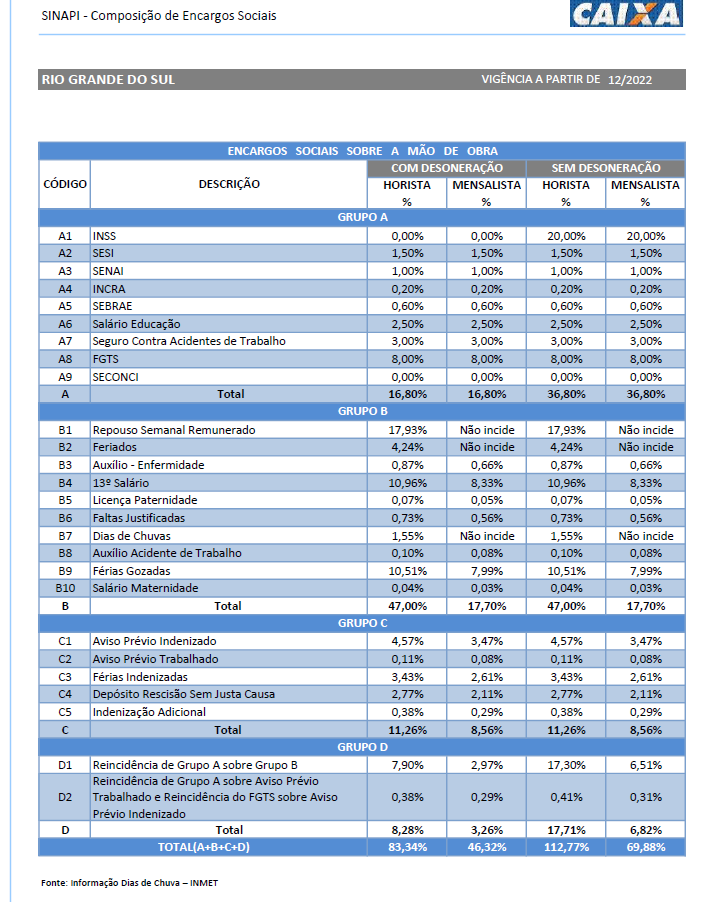 SINAPI - Composição de Encargos Sociais
CAIXA
RIO GRANDE DO SUL VIGÊNCIA A PARTIR DE 12/2022
ENCARGOS SOCIAIS SOBRE A MÃO DE OBRA
CÓDIGO DESCRIÇÃO COM DESONERAÇÃO SEM DESONERAÇÃO
HORISTA MENSALISTA HORISTA MENSALISTA
% % % %
GRUPO A
A1 INSS 0,00% 0,00% 20,00% 20,00%
A2 SESI 1,50% 1,50% 1,50% 1,50%
A3 SENAI 1,00% 1,00% 1,00% 1,00%
A4 INCRA 0,20% 0,20% 0,20% 0,20%
A5 SEBRAE 0,60% 0,60% 0,60% 0,60%
A6 Salário Educação 2,50% 2,50% 2,50% 2,50%
A7 Seguro Contra Acidentes de Trabalho 3,00% 3,00% 3,00% 3,00%
A8 FGTS 8,00% 8,00% 8,00% 8,00%
A9 SECONCI 0,00% 0,00% 0,00% 0,00%
A Total 16,80% 16,80% 36,80% 36,80%
GRUPO B
B1 Repouso Semanal Remunerado 17,93% Não incide 17,93% Não incide
B2 Feriados 4,24% Não incide 4,24% Não incide
B3 Auxílio - Enfermidade 0,87% 0,66% 0,87% 0,66%
B4 13º Salário 10,96% 8,33% 10,96% 8,33%
B5 Licença Paternidade 0,07% 0,05% 0,07% 0,05%
B6 Faltas Justificadas 0,73% 0,56% 0,73% 0,56%
B7 Dias de Chuvas 1,55% Não incide 1,55% Não incide
B8 Auxílio Acidente de Trabalho 0,10% 0,08% 0,10% 0,08%
B9 Férias Gozadas 10,51% 7,99% 10,51% 7,99%
B10 Salário Maternidade 0,04% 0,03% 0,04% 0,03%
B Total 47,00% 17,70% 47,00% 17,70%
GRUPO C
C1 Aviso Prévio Indenizado 4,57% 3,47% 4,57% 3,47%
C2 Aviso Prévio Trabalhado 0,11% 0,08% 0,11% 0,08%
C3 Férias Indenizadas 3,43% 2,61% 3,43% 2,61%
C4 Depósito Rescisão Sem Justa Causa 2,77% 2,11% 2,77% 2,11%
C5 Indenização Adicional 0,38% 0,29% 0,38% 0,29%
C Total 11,26% 8,56% 11,26% 8,56%
GRUPO D
D1 Reincidência de Grupo A sobre Grupo B 7,90% 2,97% 17,30% 6,51%
Reincidência de Grupo A sobre Aviso Prévio
D2 Trabalhado e Reincidência do FGTS sobre Aviso 0,38% 0,29% 0,41% 0,31%
Prévio Indenizado
D Total 8,28% 3,26% 17,71% 6,82%
TOTAL(A+B+C+D) 83,34% 46,32% 112,77% 69,88%
Fonte: Informação Dias de Chuva – INMET